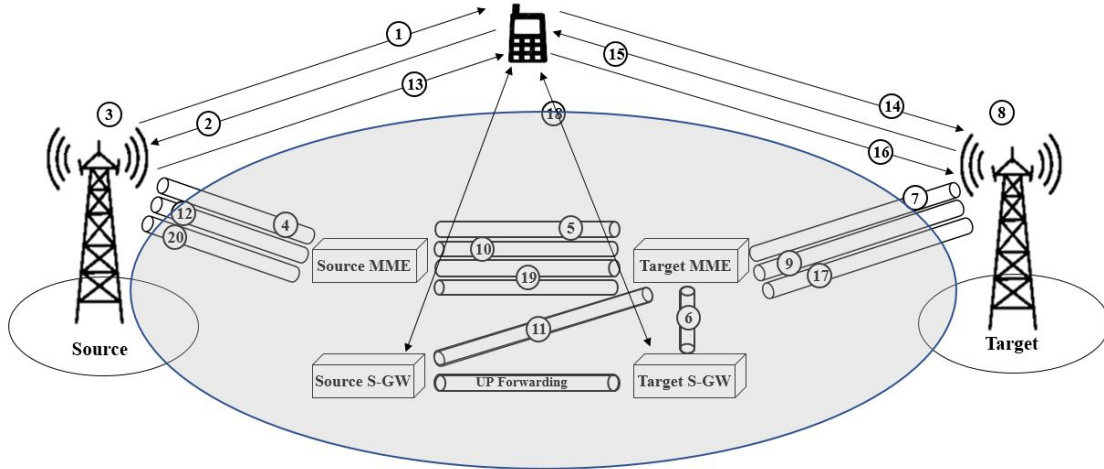 1
15
13
3
2
18
14
8
16
7
12
4
5
20
10
9
17
Source MME
Target MME
19
11
6
Source
Target
Source S-GW
UP Forwarding
Target S-GW